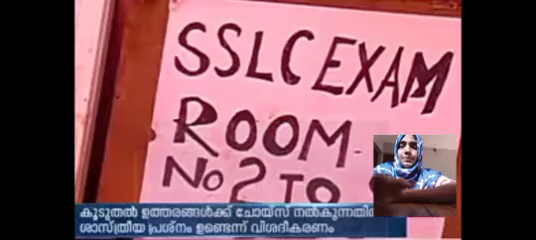 SSLC EXAM
ROOM-
No 2 TO
കൂടുതൽ ഉത്തരങ്ങൾക്ക് ചോയ്സ് നൽകുന്നതിന്
ശാസ്ത്രീയ പ്രശ്നം ഉണ്ടെന്ന് വിശദീകരണം